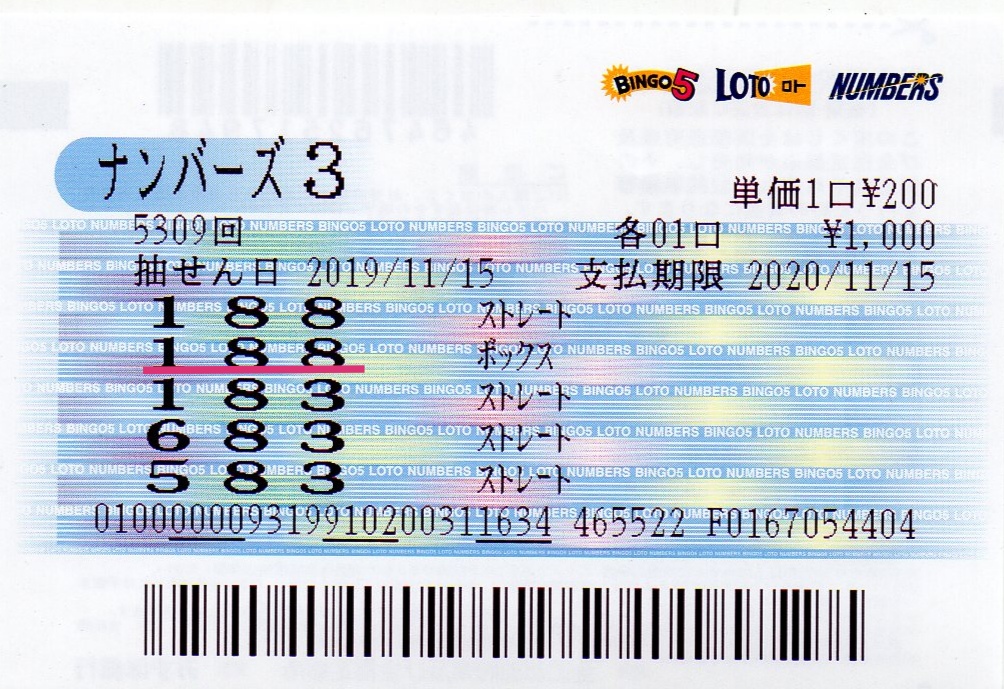 BINGO5 LOTO ロト NUMBERS
ナンバーズ3
単価1口¥200
5309回 各01口 ¥1,000
抽せん日 2019/11/15 支払期限 2020/11/15
1 8 8 ストレート
1 8 8 ボックス
1 8 3 ストレート
6 8 3 ストレート
5 8 3 ストレート
010000009319910200311634 465522 F0167054404